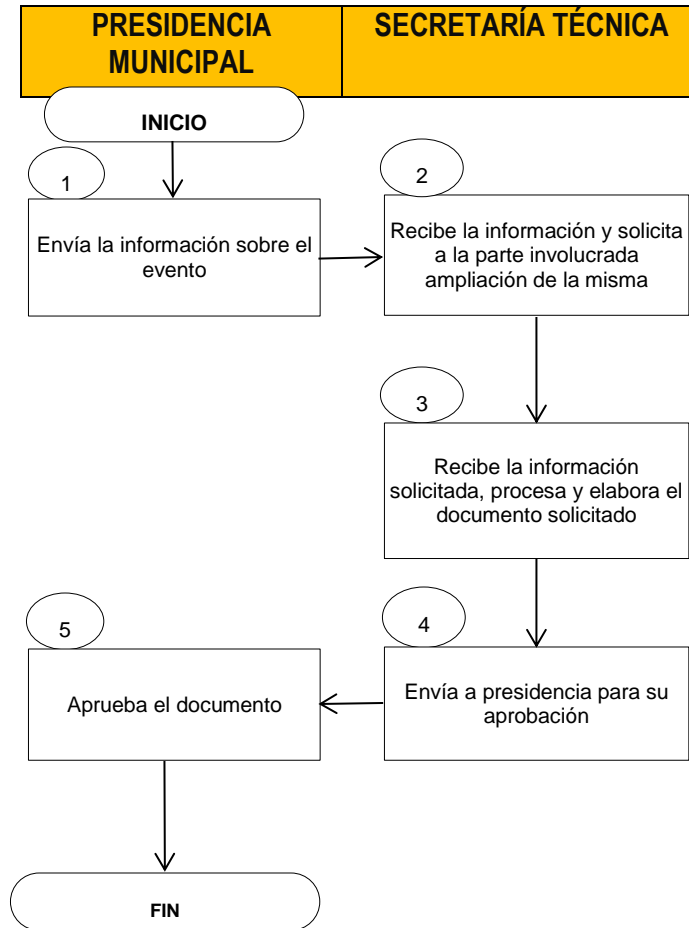 PRESIDENCIA
MUNICIPAL
SECRETARÍA TÉCNICA
INICIO
1
Envía la información sobre el
evento
2
Recibe la información y solicita
a la parte involucrada
ampliación de la misma
3
Recibe la información
solicitada, procesa y elabora el
documento solicitado
4
Envía a presidencia para su
aprobación
5
Aprueba el documento
FIN